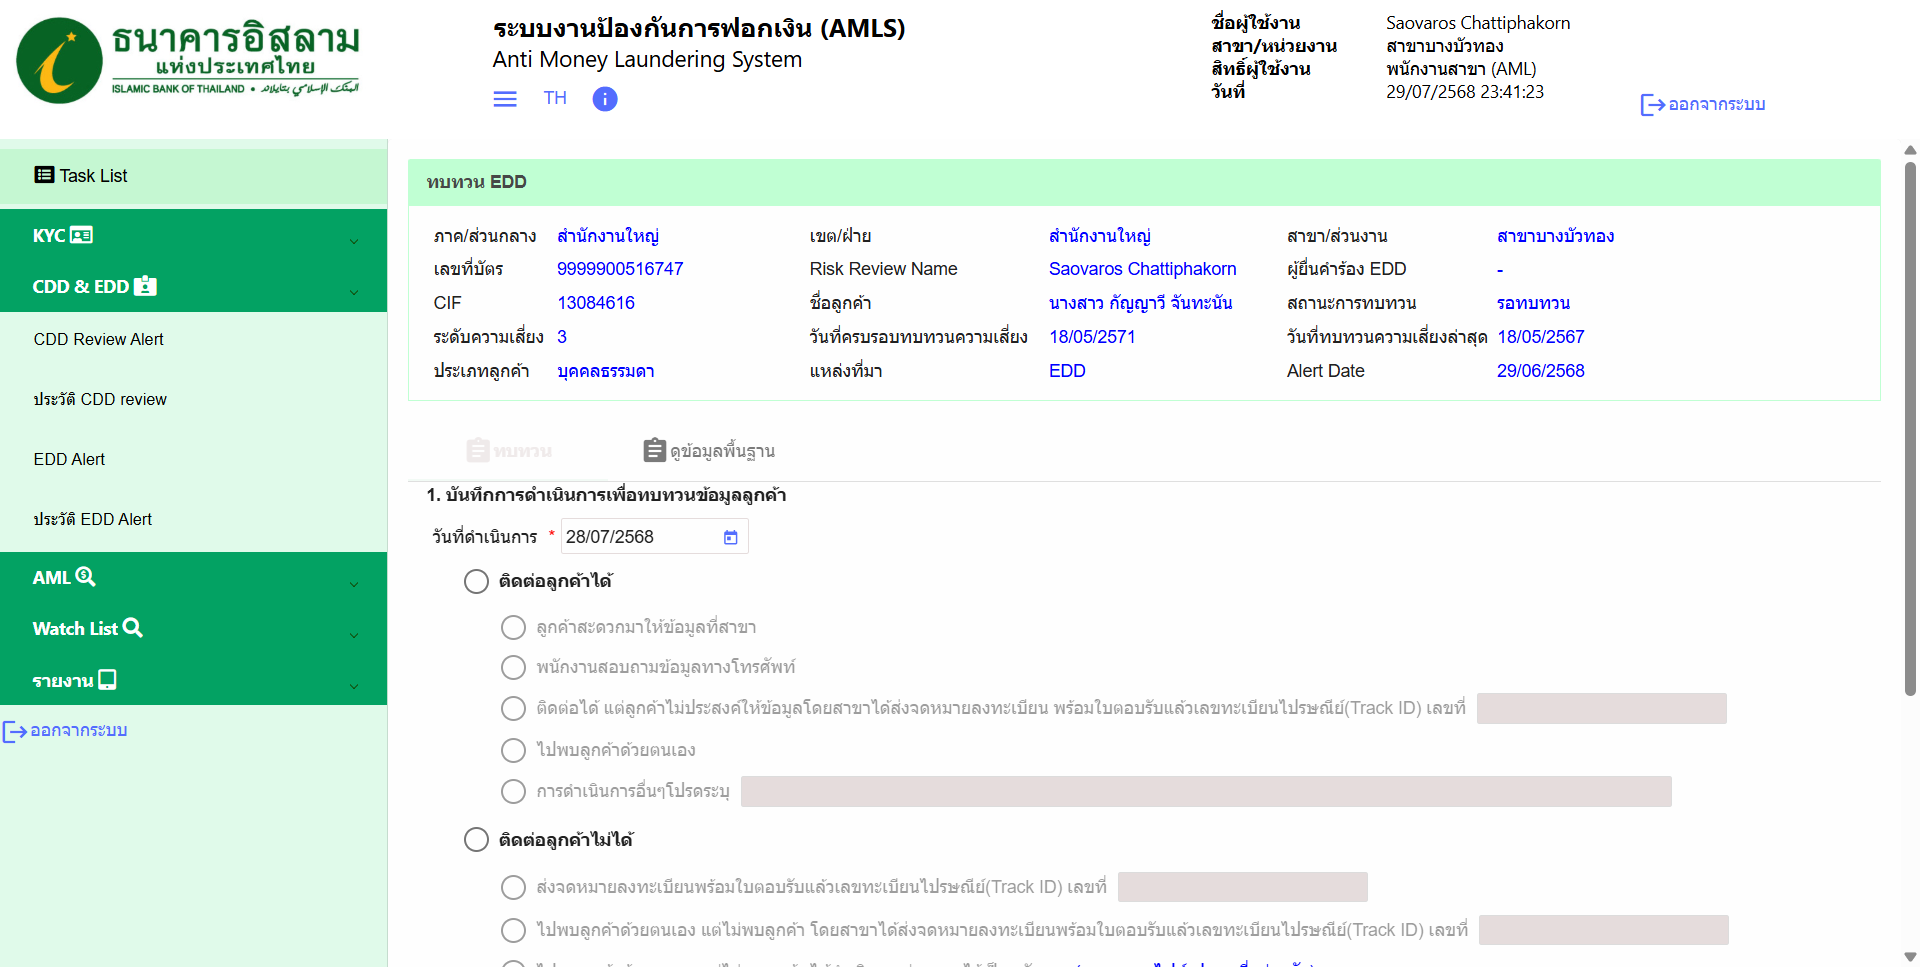 ธนาคารอิสลาม
แห่งประเทศไทย
ISLAMIC BANK OF THAILAND •
ระบบงานป้องกันการฟอกเงิน (AMLS)
Anti Money Laundering System
TH
ชื่อผู้ใช้งาน Saovaros Chattiphakorn
สาขา/หน่วยงาน สาขาบางบัวทอง
สิทธิ์ผู้ใช้งาน พนักงานสาขา (AML)
วันที่ 29/07/2568 23:41:23
ออกจากระบบ
Task List
KYC
CDD & EDD
CDD Review Alert
ประวัติ CDD review
EDD Alert
ประวัติ EDD Alert
AML
Watch List
รายงาน
ออกจากระบบ
ทบทวน EDD
ภาค/ส่วนกลาง สำนักงานใหญ่ เขต/ฝ่าย สำนักงานใหญ่ สาขา/ส่วนงาน สาขาบางบัวทอง
เลขที่บัตร 9999900516747 Risk Review Name Saovaros Chattiphakorn ผู้ยื่นคำร้อง EDD -
CIF 13084616 ชื่อลูกค้า นางสาว กัญญาวี จันทะนัน สถานะการทบทวน รอทบทวน
ระดับความเสี่ยง 3 วันที่ครบรอบทบทวนความเสี่ยง 18/05/2571 วันที่ทบทวนความเสี่ยงล่าสุด 18/05/2567
ประเภทลูกค้า บุคคลธรรมดา แหล่งที่มา EDD Alert Date 29/06/2568
ทบทวน ดูข้อมูลพื้นฐาน
1. บันทึกการดำเนินการเพื่อทบทวนข้อมูลลูกค้า
วันที่ดำเนินการ * 28/07/2568
ติดต่อลูกค้าได้
ลูกค้าสะดวกมาให้ข้อมูลที่สาขา
พนักงานสอบถามข้อมูลทางโทรศัพท์
ติดต่อได้ แต่ลูกค้าไม่ประสงค์ให้ข้อมูลโดยสาขาได้ส่งจดหมายลงทะเบียน พร้อมใบตอบรับแล้วเลขทะเบียนไปรษณีย์(Track ID) เลขที่
ไปพบลูกค้าด้วยตนเอง
การดำเนินการอื่นๆโปรดระบุ
ติดต่อลูกค้าไม่ได้
ส่งจดหมายลงทะเบียนพร้อมใบตอบรับแล้วเลขทะเบียนไปรษณีย์(Track ID) เลขที่
ไปพบลูกค้าด้วยตนเอง แต่ไม่พบลูกค้า โดยสาขาได้ส่งจดหมายลงทะเบียนพร้อมใบตอบรับแล้วเลขทะเบียนไปรษณีย์(Track ID) เลขที่